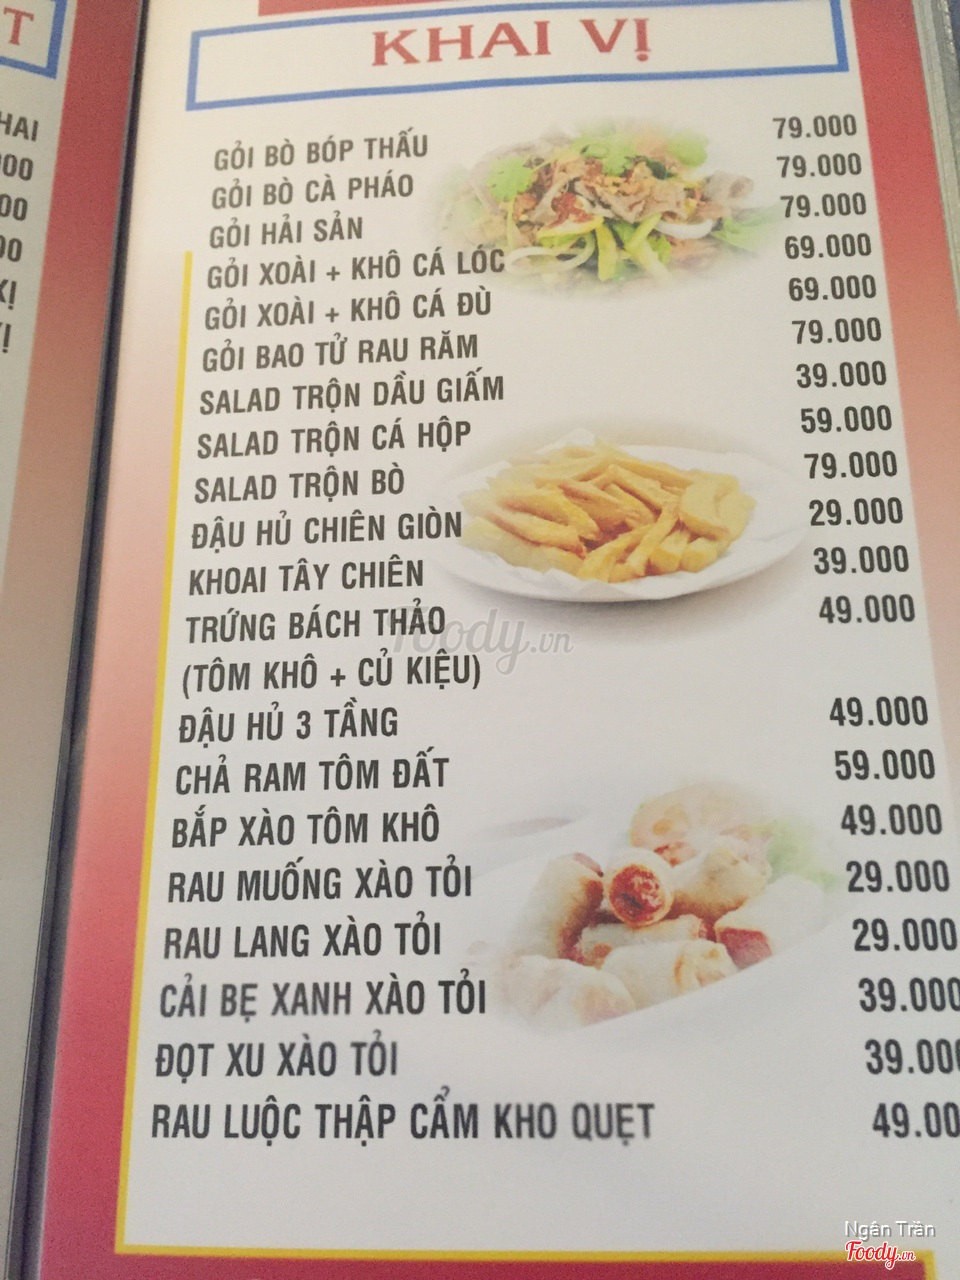 T
HAI
KHAI VỊ
GỎI BÒ BÓP THẤU 79.000
GỎI BÒ CÀ PHÁO 79.000
GỎI HẢI SẢN 79.000
GỎI XOÀI + KHÔ CÁ LÓC 69.000
GỎI XOÀI + KHÔ CÁ ĐÙ 69.000
GỎI BAO TỬ RAU RĂM 79.000
SALAD TRỘN DẦU GIẤM 39.000
SALAD TRỘN CÁ HỘP 59.000
SALAD TRỘN BÒ 79.000
ĐẬU HỦ CHIÊN GIÒN 29.000
KHOAI TÂY CHIÊN 39.000
TRỨNG BÁCH THẢO 49.000
(TÔM KHÔ + CỦ KIỆU)
ĐẬU HỦ 3 TẦNG 49.000
CHẢ RAM TÔM ĐẤT 59.000
BẮP XÀO TÔM KHÔ 49.000
RAU MUỐNG XÀO TỎI 29.000
RAU LANG XÀO TỎI 29.000
CẢI BẸ XANH XÀO TỎI 39.000
ĐỌT XU XÀO TỎI 39.000
RAU LUỘC THẬP CẨM KHO QUẸT 49.00
Foody.vn
Ngân Trần
Foody.vn